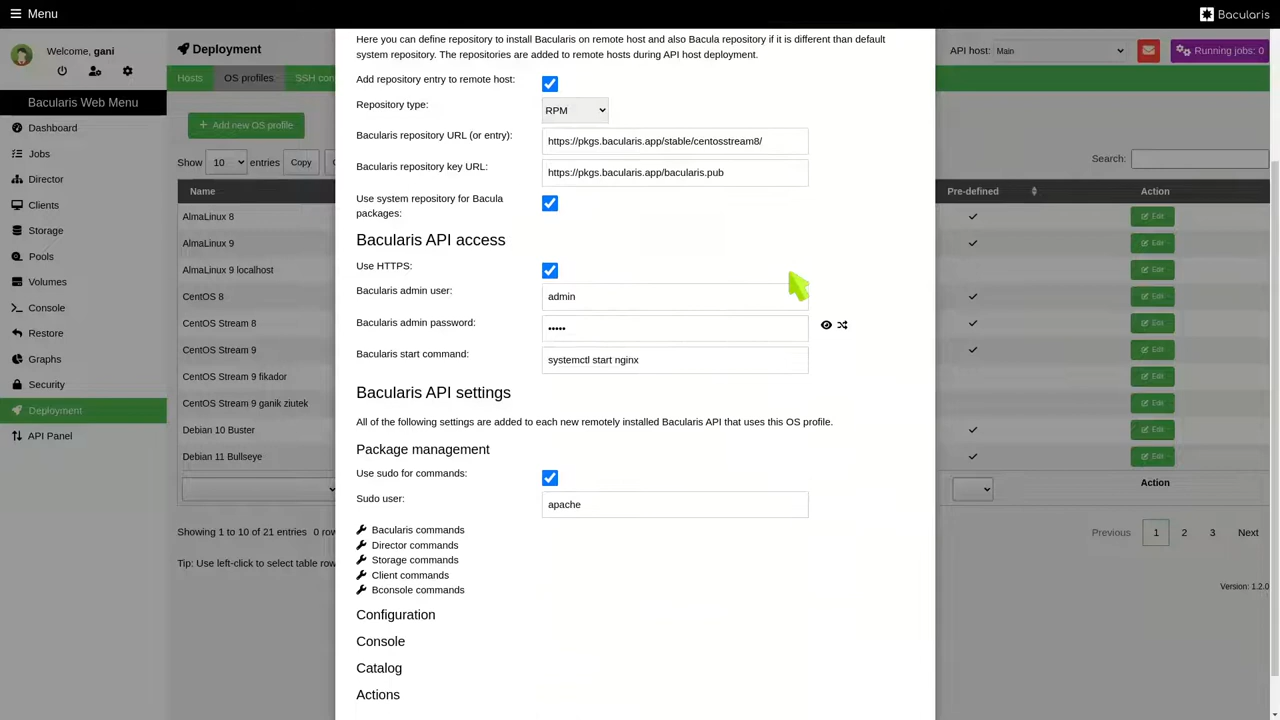 Menu
Bacularis
Welcome, gani
Bacularis Web Menu
Dashboard
Jobs
Director
Clients
Storage
Pools
Volumes
Console
Restore
Graphs
Security
Deployment
API Panel
Deployment
API host:
Main
Running jobs: 0
Hosts
OS profiles
SSH con
+ Add new OS profile
Show
10
entries
Copy
Search:
Name
Pre-defined
Action
AlmaLinux 8
Edit
AlmaLinux 9
Edit
AlmaLinux 9 localhost
Edit
CentOS 8
Edit
CentOS Stream 8
Edit
CentOS Stream 9
Edit
CentOS Stream 9 fikador
Edit
CentOS Stream 9 ganik ziutek
Edit
Debian 10 Buster
Edit
Debian 11 Bullseye
Edit
Action
Showing 1 to 10 of 21 entries
0 row
Previous
1
2
3
Next
Tip: Use left-click to select table row
Version: 1.2.0
Here you can define repository to install Bacularis on remote host and also Bacula repository if it is different than default
system repository. The repositories are added to remote hosts during API host deployment.
Add repository entry to remote host:
Repository type:
RPM
Bacularis repository URL (or entry):
https://pkgs.bacularis.app/stable/centosstream8/
Bacularis repository key URL:
https://pkgs.bacularis.app/bacularis.pub
Use system repository for Bacula
packages:
Bacularis API access
Use HTTPS:
Bacularis admin user:
admin
Bacularis admin password:
•••••
Bacularis start command:
systemctl start nginx
Bacularis API settings
All of the following settings are added to each new remotely installed Bacularis API that uses this OS profile.
Package management
Use sudo for commands:
Sudo user:
apache
Bacularis commands
Director commands
Storage commands
Client commands
Bconsole commands
Configuration
Console
Catalog
Actions